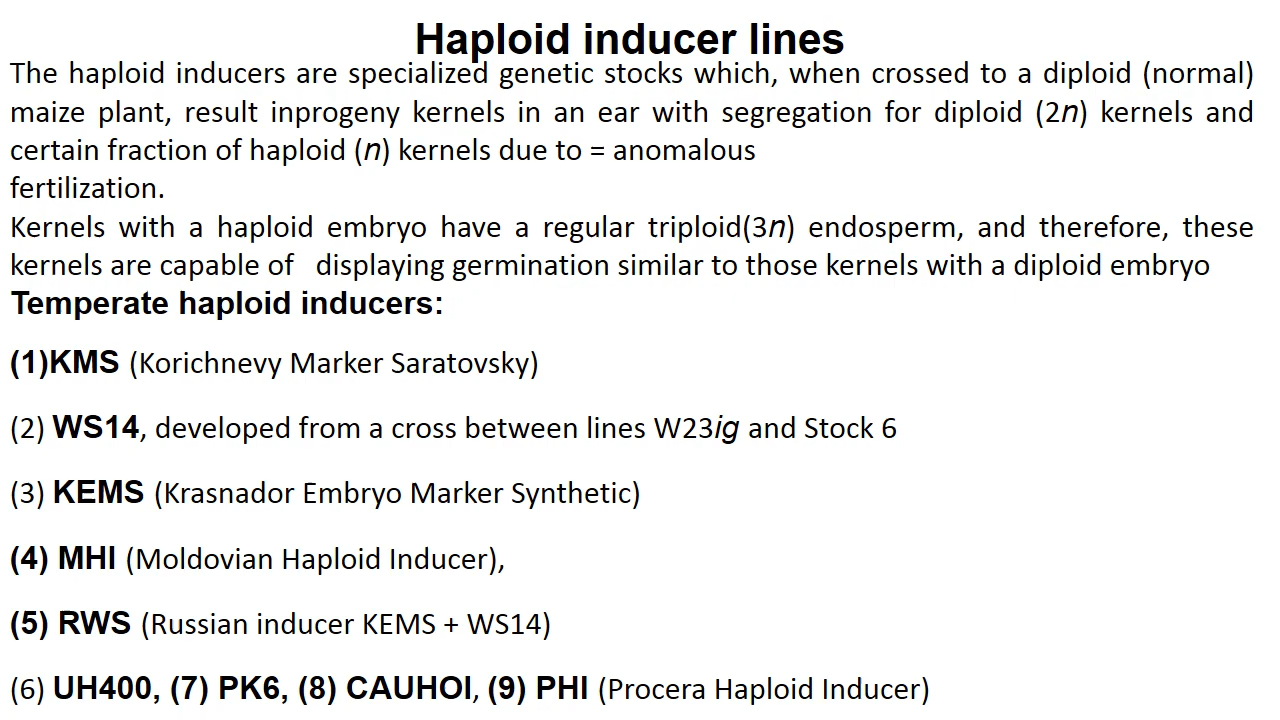 Haploid inducer lines
The haploid inducers are specialized genetic stocks which, when crossed to a diploid (normal)
maize plant, result inprogeny kernels in an ear with segregation for diploid (2n) kernels and
certain fraction of haploid (n) kernels due to = anomalous
fertilization.
Kernels with a haploid embryo have a regular triploid(3n) endosperm, and therefore, these
kernels are capable of displaying germination similar to those kernels with a diploid embryo
Temperate haploid inducers:
(1)KMS (Korichnevy Marker Saratovsky)
(2) WS14, developed from a cross between lines W23ig and Stock 6
(3) KEMS (Krasnador Embryo Marker Synthetic)
(4) MHI (Moldovian Haploid Inducer),
(5) RWS (Russian inducer KEMS + WS14)
(6) UH400, (7) PK6, (8) CAUHOI, (9) PHI (Procera Haploid Inducer)